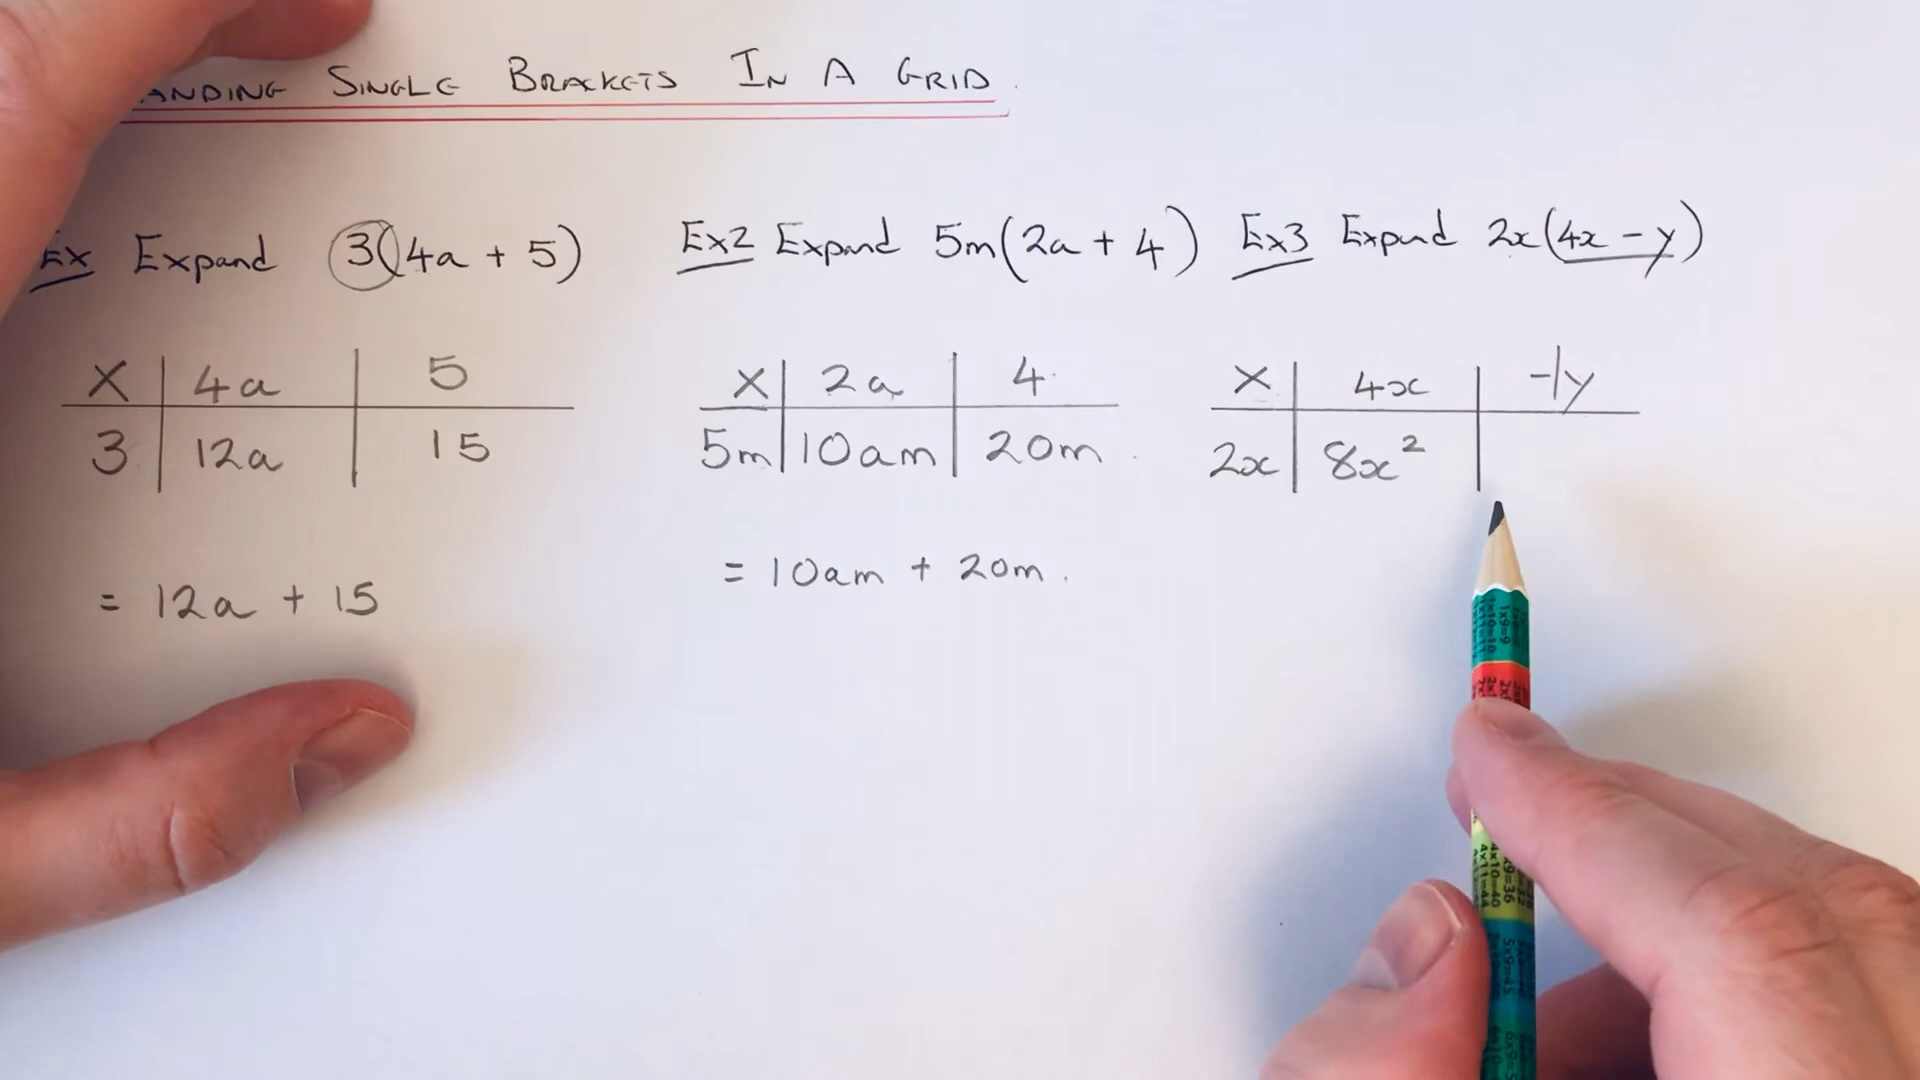 ANDING SINGLE BRACKETS IN A GRID.
Ex Expand 3(4a + 5)
X 4a 5
3 12a 15
= 12a + 15
Ex2 Expand 5m(2a + 4)
X 2a 4
5m 10am 20m
= 10am + 20m.
Ex3 Expand 2x(4x - y)
X 4x -1y
2x 8x²